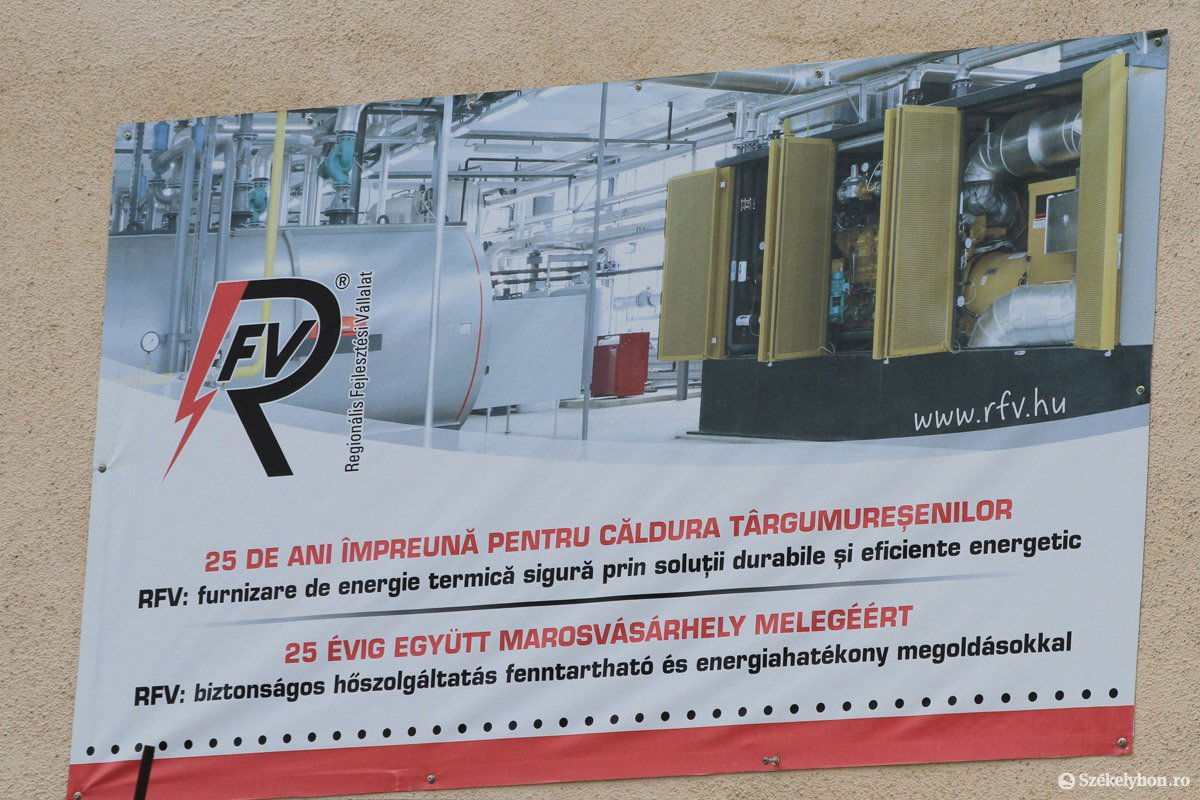 RFV®
Regionális Fejlesztési Vállalat
www.rfv.hu
25 DE ANI ÎMPREUNĂ PENTRU CĂLDURA TÂRGUMUREȘENILOR
RFV: furnizare de energie termică sigură prin soluții durabile și eficiente energetic
25 ÉVIG EGYÜTT MAROSVÁSÁRHELY MELEGÉÉRT
RFV: biztonságos hőszolgáltatás fenntartható és energiahatékony megoldásokkal
Székelyhon.ro